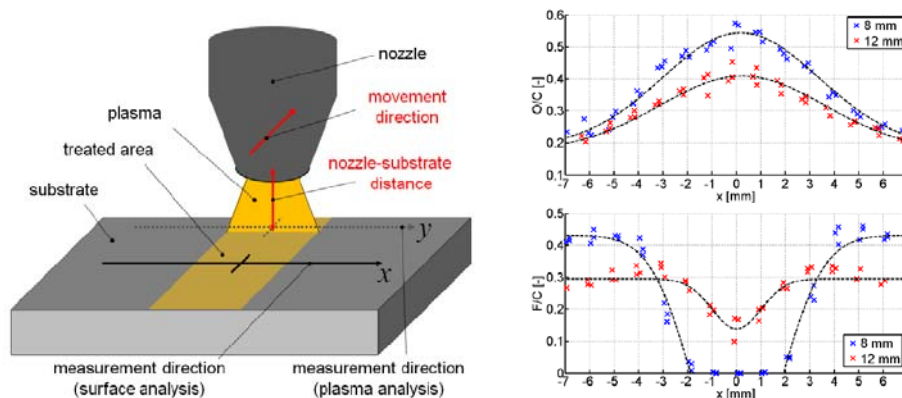 nozzle
movement
direction
plasma
treated area
nozzle-substrate
distance
substrate
y
x
measurement direction
(surface analysis)
measurement direction
(plasma analysis)
0.6
0.5
0.4
0.3
0.2
0.1
O/C [-]
8 mm
12 mm
-7 -6 -5 -4 -3 -2 -1 0 1 2 3 4 5 6
x [mm]
0.5
0.4
0.3
0.2
0.1
0
F/C [-]
8 mm
12 mm
-7 -6 -5 -4 -3 -2 -1 0 1 2 3 4 5 6
x [mm]